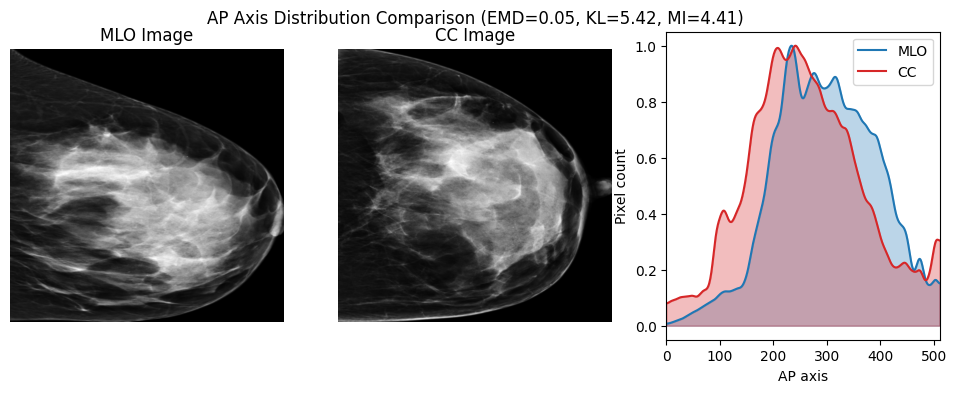 AP Axis Distribution Comparison (EMD=0.05, KL=5.42, MI=4.41)
MLO Image
CC Image
MLO
CC
Pixel count
1.0
0.8
0.6
0.4
0.2
0.0
0 100 200 300 400 500
AP axis